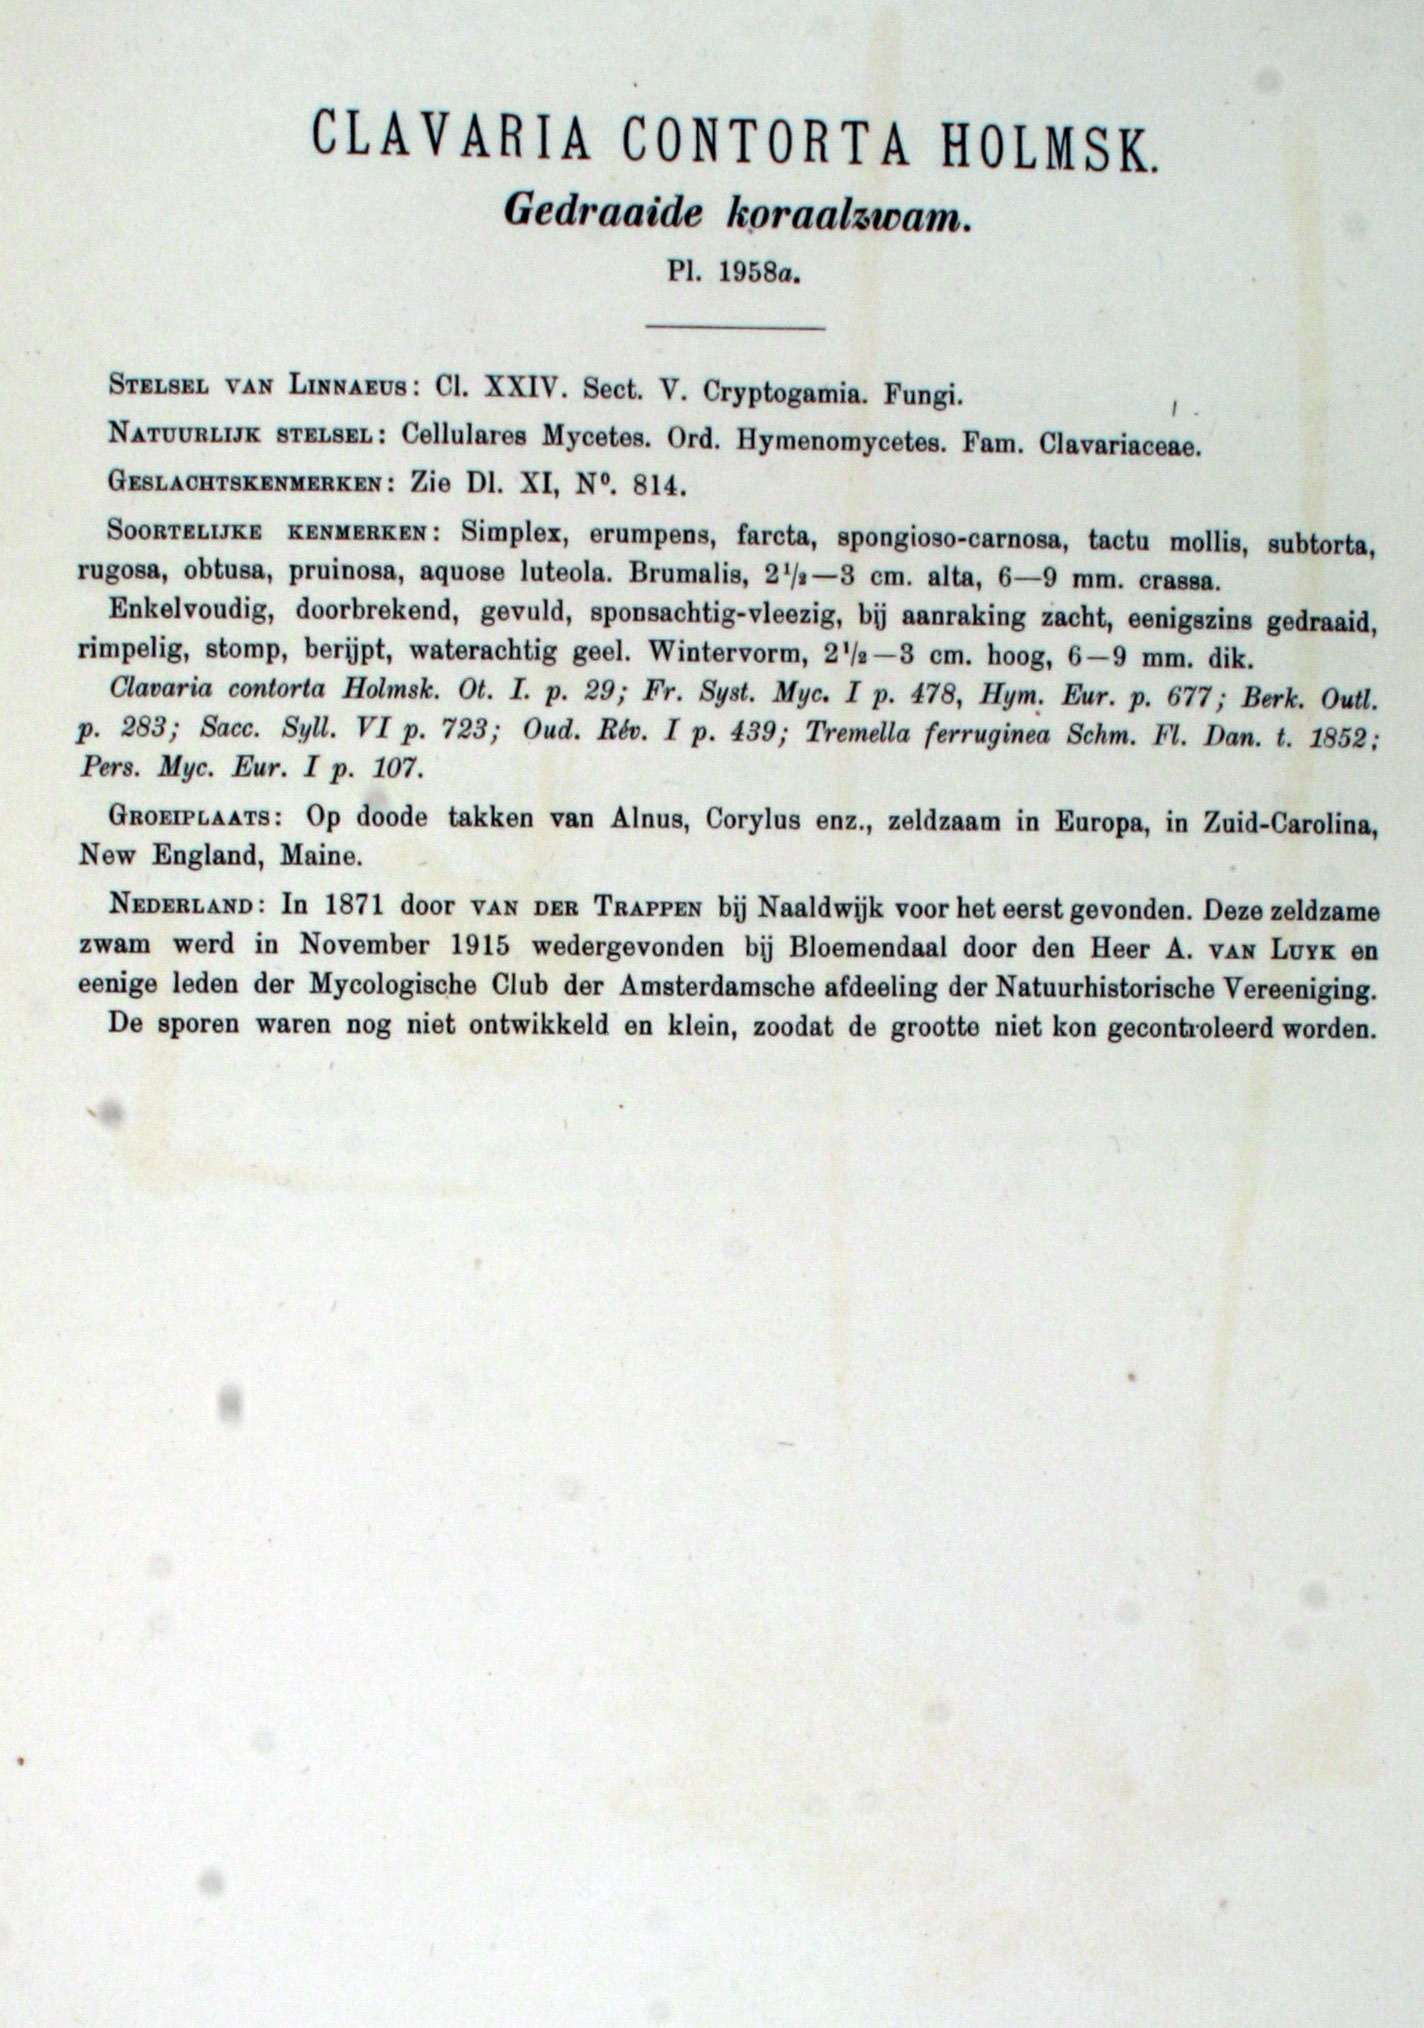 CLAVARIA CONTORTA HOLMSK.
Gedraaide koraalzwam.
Pl. 1958a.
STELSEL VAN LINNAEUS: Cl. XXIV. Sect. V. Cryptogamia. Fungi.
NATUURLIJK STELSEL: Cellulares Mycetes. Ord. Hymenomycetes. Fam. Clavariaceae.
GESLACHTSKENMERKEN: Zie Dl. XI, No. 814.
SOORTELIJKE KENMERKEN: Simplex, erumpens, farcta, spongioso-carnosa, tactu mollis, subtorta,
rugosa, obtusa, pruinosa, aquose luteola. Brumalis, 2 1/2—3 cm. alta, 6—9 mm. crassa.
Enkelvoudig, doorbrekend, gevuld, sponsachtig-vleezig, bij aanraking zacht, eenigszins gedraaid,
rimpelig, stomp, berijpt, waterachtig geel. Wintervorm, 2 1/2—3 cm. hoog, 6—9 mm. dik.
Clavaria contorta Holmsk. Ot. I. p. 29; Fr. Syst. Myc. I p. 478, Hym. Eur. p. 677; Berk. Outl.
p. 283; Sacc. Syll. VI p. 723; Oud. Rév. I p. 439; Tremella ferruginea Schm. Fl. Dan. t. 1852;
Pers. Myc. Eur. I p. 107.
GROEIPLAATS: Op doode takken van Alnus, Corylus enz., zeldzaam in Europa, in Zuid-Carolina,
New England, Maine.
NEDERLAND: In 1871 door VAN DER TRAPPEN bij Naaldwijk voor het eerst gevonden. Deze zeldzame
zwam werd in November 1915 wedergevonden bij Bloemendaal door den Heer A. VAN LUYK en
eenige leden der Mycologische Club der Amsterdamsche afdeeling der Natuurhistorische Vereeniging.
De sporen waren nog niet ontwikkeld en klein, zoodat de grootte niet kon gecontroleerd worden.